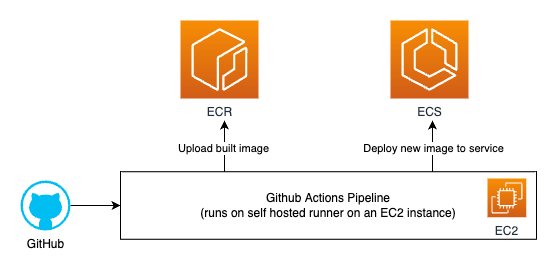 ECR
ECS
Upload built image
Deploy new image to service
Github Actions Pipeline
(runs on self hosted runner on an EC2 instance)
EC2
GitHub